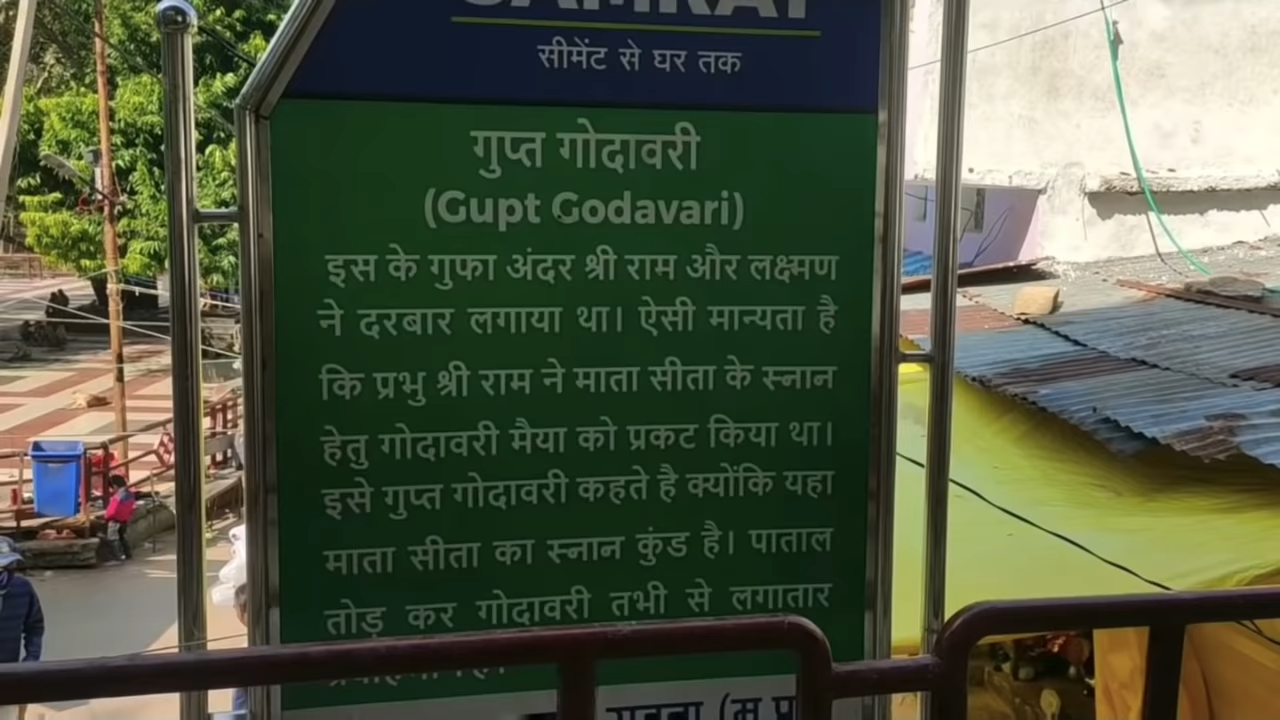 सीमेंट से घर तक
गुप्त गोदावरी
(Gupt Godavari)
इस के गुफा अंदर श्री राम और लक्ष्मण
ने दरबार लगाया था। ऐसी मान्यता है
कि प्रभु श्री राम ने माता सीता के स्नान
हेतु गोदावरी मैया को प्रकट किया था।
इसे गुप्त गोदावरी कहते है क्योंकि यहा
माता सीता का स्नान कुंड है। पाताल
तोड़ कर गोदावरी तभी से लगातार